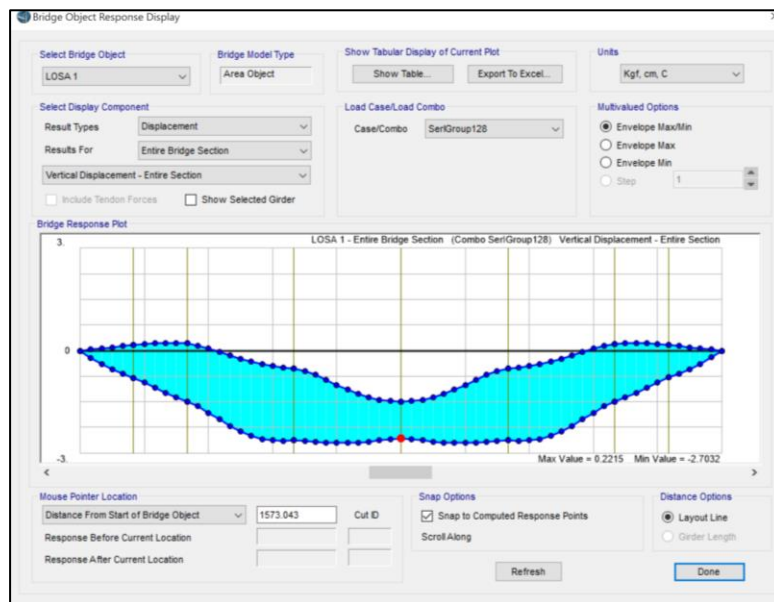 Bridge Object Response Display
Select Bridge Object
LOSA 1
Bridge Model Type
Area Object
Show Tabular Display of Current Plot
Show Table...
Export To Excel...
Units
Kgf, cm, C
Select Display Component
Result Types
Displacement
Results For
Entire Bridge Section
Vertical Displacement - Entire Section
Include Tendon Forces
Show Selected Girder
Load Case/Load Combo
Case/Combo
SerIGroup128
Multivalued Options
Envelope Max/Min
Envelope Max
Envelope Min
Step
1
Bridge Response Plot
3.
LOSA 1 - Entire Bridge Section (Combo SerIGroup128) Vertical Displacement - Entire Section
0
-3.
Max Value = 0.2215 Min Value = -2.7032
Mouse Pointer Location
Distance From Start of Bridge Object
1573.043
Cut ID
Response Before Current Location
Response After Current Location
Snap Options
Snap to Computed Response Points
Scroll Along
Distance Options
Layout Line
Girder Length
Refresh
Done